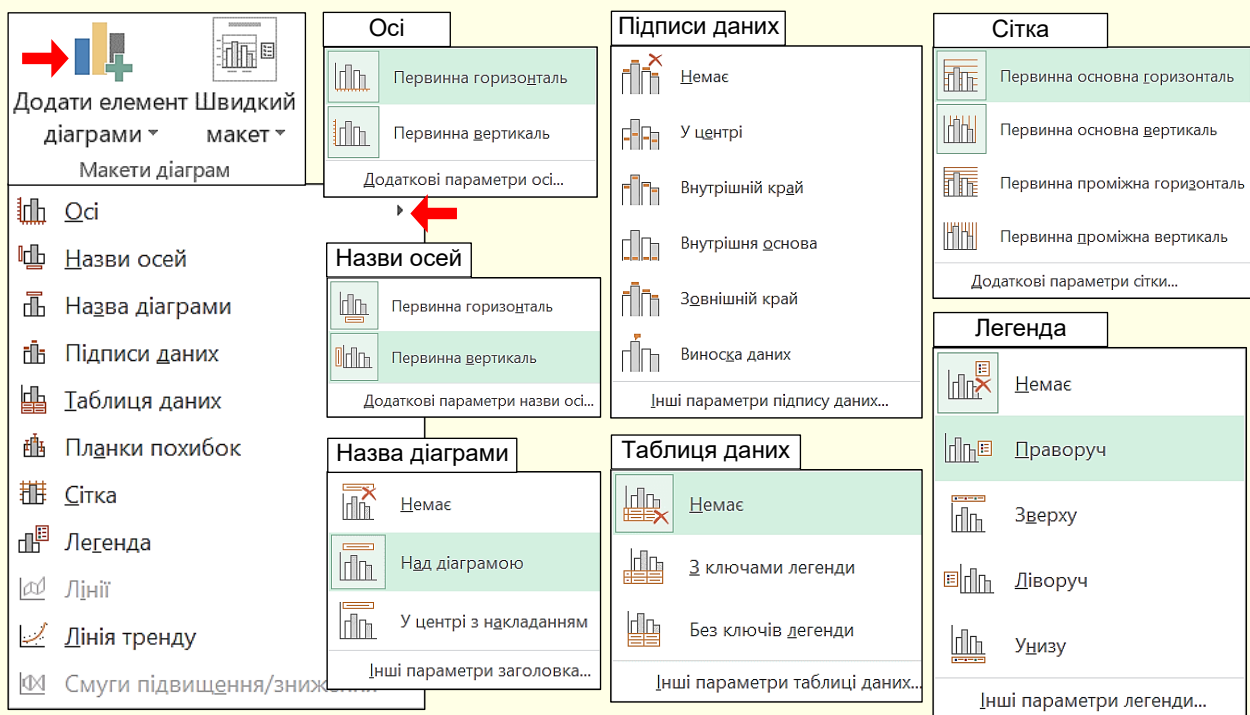 Додати елемент
діаграми
Швидкий
макет
Макети діаграм
Осі
Назви осей
Назва діаграми
Підписи даних
Таблиця даних
Планки похибок
Сітка
Легенда
Лінії
Лінія тренду
Смуги підвищення/зниження
Осі
Первинна горизонталь
Первинна вертикаль
Додаткові параметри осі...
Назви осей
Первинна горизонталь
Первинна вертикаль
Додаткові параметри назви осі...
Назва діаграми
Немає
Над діаграмою
У центрі з накладанням
Інші параметри заголовка...
Підписи даних
Немає
У центрі
Внутрішній край
Внутрішня основа
Зовнішній край
Виноска даних
Інші параметри підпису даних...
Таблиця даних
Немає
З ключами легенди
Без ключів легенди
Інші параметри таблиці даних...
Сітка
Первинна основна горизонталь
Первинна основна вертикаль
Первинна проміжна горизонталь
Первинна проміжна вертикаль
Додаткові параметри сітки...
Легенда
Немає
Праворуч
Зверху
Ліворуч
Унизу
Інші параметри легенди...